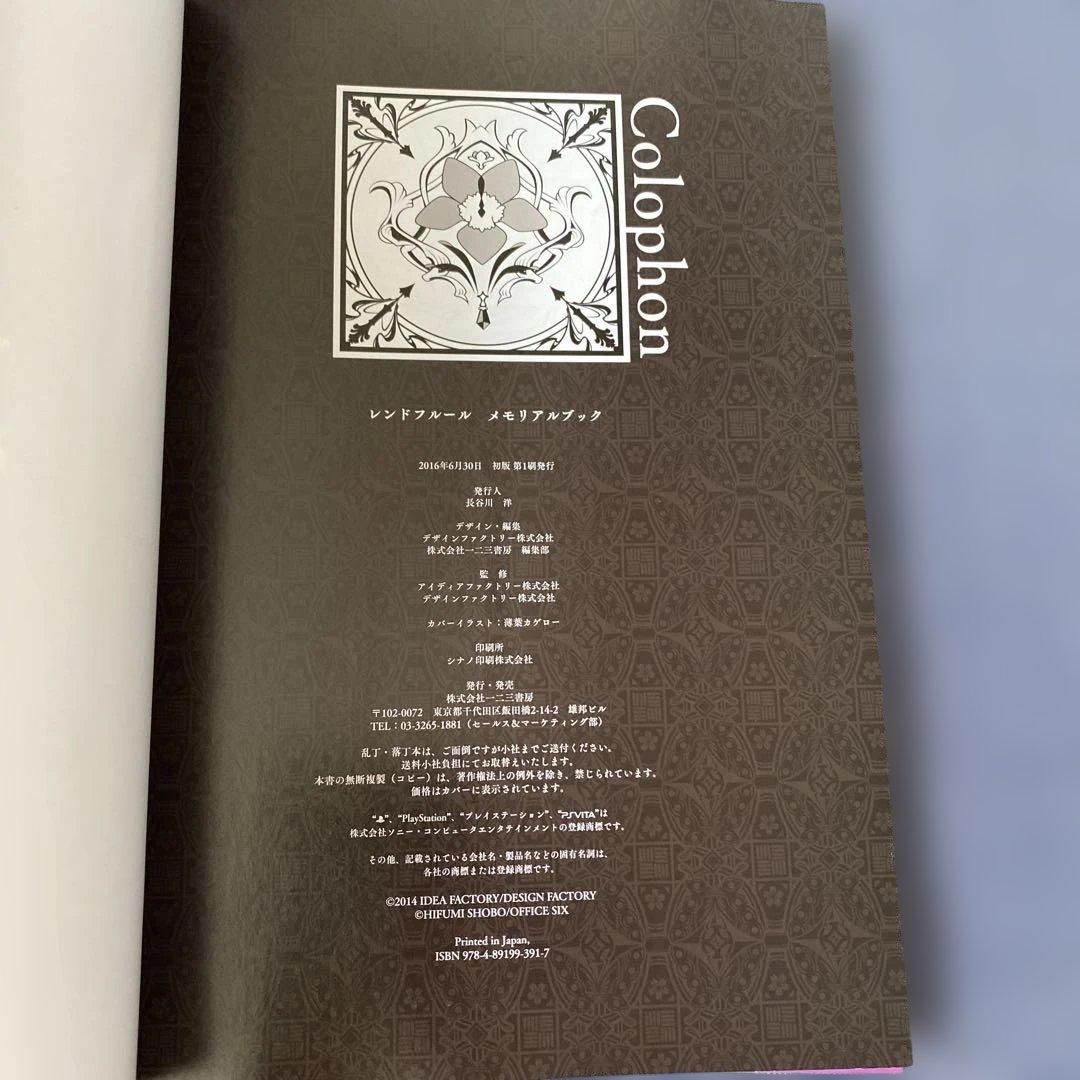 Colophon
レンドフルール　メモリアルブック
2016年6月30日　初版 第1刷発行
発行人
長谷川　洋
デザイン・編集
デザインファクトリー株式会社
株式会社一二三書房　編集部
監　修
アイディアファクトリー株式会社
デザインファクトリー株式会社
カバーイラスト：薄葉カゲロー
印刷所
シナノ印刷株式会社
発行・発売
株式会社一二三書房
〒102-0072　東京都千代田区飯田橋2-14-2　雄邦ビル
TEL：03-3265-1881（セールス＆マーケティング部）
乱丁・落丁本は、ご面倒ですが小社までご送付ください。
送料小社負担にてお取替えいたします。
本書の無断複製（コピー）は、著作権法上の例外を除き、禁じられています。
価格はカバーに表示されています。
“PS”、“PlayStation”、“プレイステーション”、“PSVITA”は
株式会社ソニー・コンピュータエンタテインメントの登録商標です。
その他、記載されている会社名・製品名などの固有名詞は、
各社の商標または登録商標です。
©2014 IDEA FACTORY/DESIGN FACTORY
©HIFUMI SHOBO/OFFICE SIX
Printed in Japan,
ISBN 978-4-89199-391-7